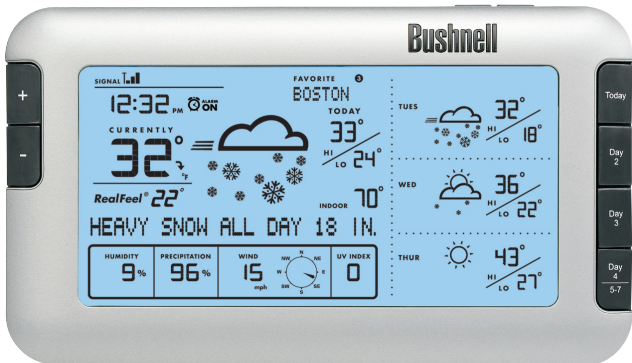 Bushnell
SIGNAL
12:32 PM ALARM ON
FAVORITE 3
BOSTON
CURRENTLY
32° °F
RealFeel® 22°
TODAY
33°
HI
LO 24°
INDOOR 70°
HEAVY SNOW ALL DAY 18 IN.
HUMIDITY
9%
PRECIPITATION
96%
WIND
15 mph
N
NE
E
SE
S
SW
W
NW
UV INDEX
0
TUES
32°
HI
LO 18°
WED
36°
HI
LO 22°
THUR
43°
HI
LO 27°
+
-
Today
Day
2
Day
3
Day
4
5-7